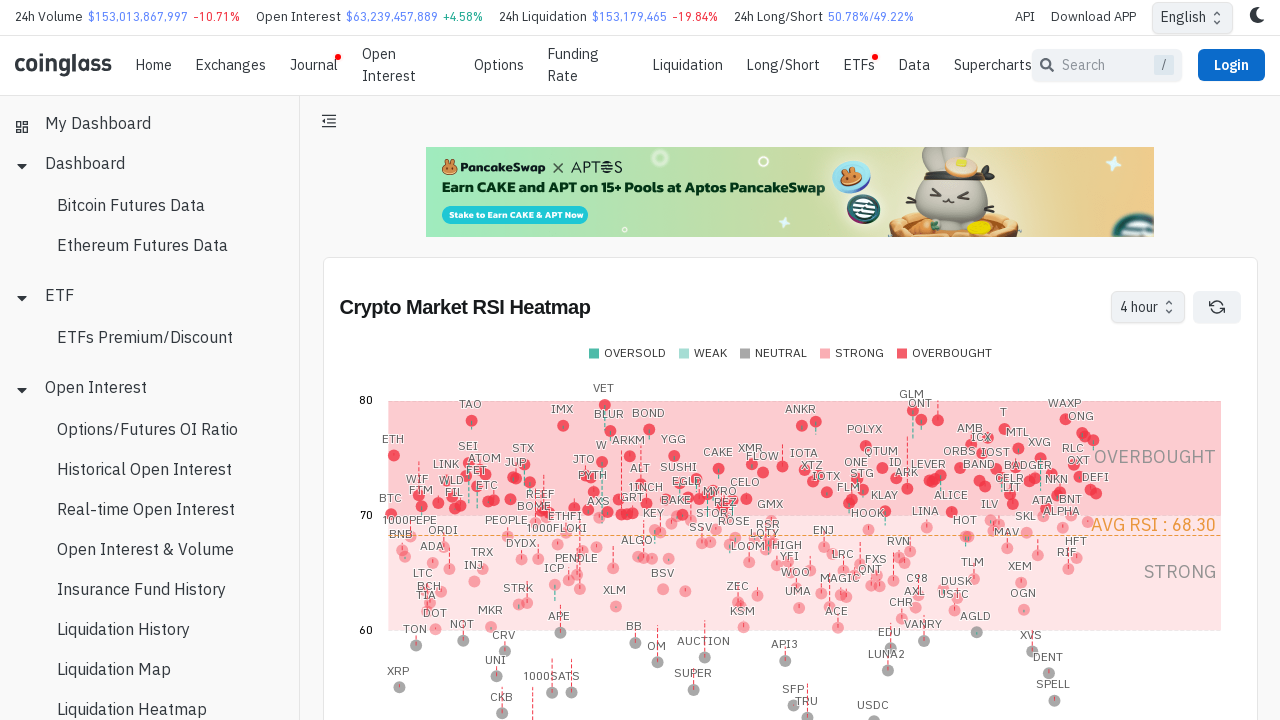 24h Volume $153,013,867,997 -10.71% Open Interest $63,239,457,889 +4.58% 24h Liquidation $153,179,465 -19.84% 24h Long/Short 50.78%/49.22% API Download APP English
coinglass Home Exchanges Journal Open Interest Options Funding Rate Liquidation Long/Short ETFs Data Supercharts Search / Login
My Dashboard
Dashboard
Bitcoin Futures Data
Ethereum Futures Data
ETF
ETFs Premium/Discount
Open Interest
Options/Futures OI Ratio
Historical Open Interest
Real-time Open Interest
Open Interest & Volume
Insurance Fund History
Liquidation History
Liquidation Map
Liquidation Heatmap
PancakeSwap × APTOS
Earn CAKE and APT on 15+ Pools at Aptos PancakeSwap
Stake to Earn CAKE & APT Now
Crypto Market RSI Heatmap 4 hour
OVERSOLD WEAK NEUTRAL STRONG OVERBOUGHT
80
70
60
OVERBOUGHT
AVG RSI : 68.30
STRONG
VET GLM
TAO IMX BLUR BOND ANKR ONT WAXP
T ONG
ETH W ARKM YGG POLYX AMB ICX MTL XVG
SEI STX CAKE XMR IOTA QTUM ORBS IOST RLC
LINK ATOM JUP JTO ALT SUSHI FLOW XTZ ONE ID LEVER BAND BADGER OXT
WIF WLD FET PYTH EGLD CELO IOTX STG ARK CELR NKN DEFI
FTM FIL ETC 1INCH FLM LIT
BTC REEF AXS GRT BAKE KLAY ALICE ATA BNT
BOME KEY STORJ REZ GMX HOOK LINA ILV ALPHA
1000PEPE PEOPLE ETHFI ROSE RSR HOT SKL
BNB ORDI 1000FLOKI SSV LQTY ENJ MAV
ADA DYDX ALGO LOOM HIGH RVN HFT
TRX PENDLE YFI LRC RIF
LTC INJ ICP BSV WOO FXS TLM XEM
BCH STRK XLM ZEC UMA MAGIC QNT C98 DUSK
TIA AXL USTC OGN
DOT MKR APE KSM ACE CHR AGLD
TON NOT CRV BB AUCTION API3 EDU VANRY XVS
OM LUNA2 DENT
XRP UNI 1000SATS SUPER SPELL
CKB SFP TRU USDC